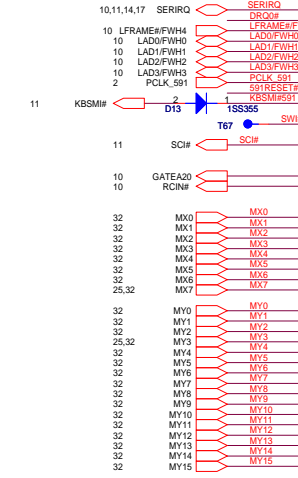 10,11,14,17 SERIRQ SERIRQ
DRQ0#
10 LFRAME#/FWH4 LFRAME#/F
10 LAD0/FWH0 LAD0/FWH0
10 LAD1/FWH1 LAD1/FWH1
10 LAD2/FWH2 LAD2/FWH2
10 LAD3/FWH3 LAD3/FWH3
2 PCLK_591 PCLK_591
591RESET#
11 KBSMI# 2 1 KBSMI#591
D13 1SS355
T67 SWI
11 SCI# SCI#
10 GATEA20
10 RCIN#
32 MX0 MX0
32 MX1 MX1
32 MX2 MX2
32 MX3 MX3
32 MX4 MX4
32 MX5 MX5
32 MX6 MX6
25,32 MX7 MX7
32 MY0 MY0
32 MY1 MY1
32 MY2 MY2
25,32 MY3 MY3
32 MY4 MY4
32 MY5 MY5
32 MY6 MY6
32 MY7 MY7
32 MY8 MY8
32 MY9 MY9
32 MY10 MY10
32 MY11 MY11
32 MY12 MY12
32 MY13 MY13
32 MY14 MY14
32 MY15 MY15